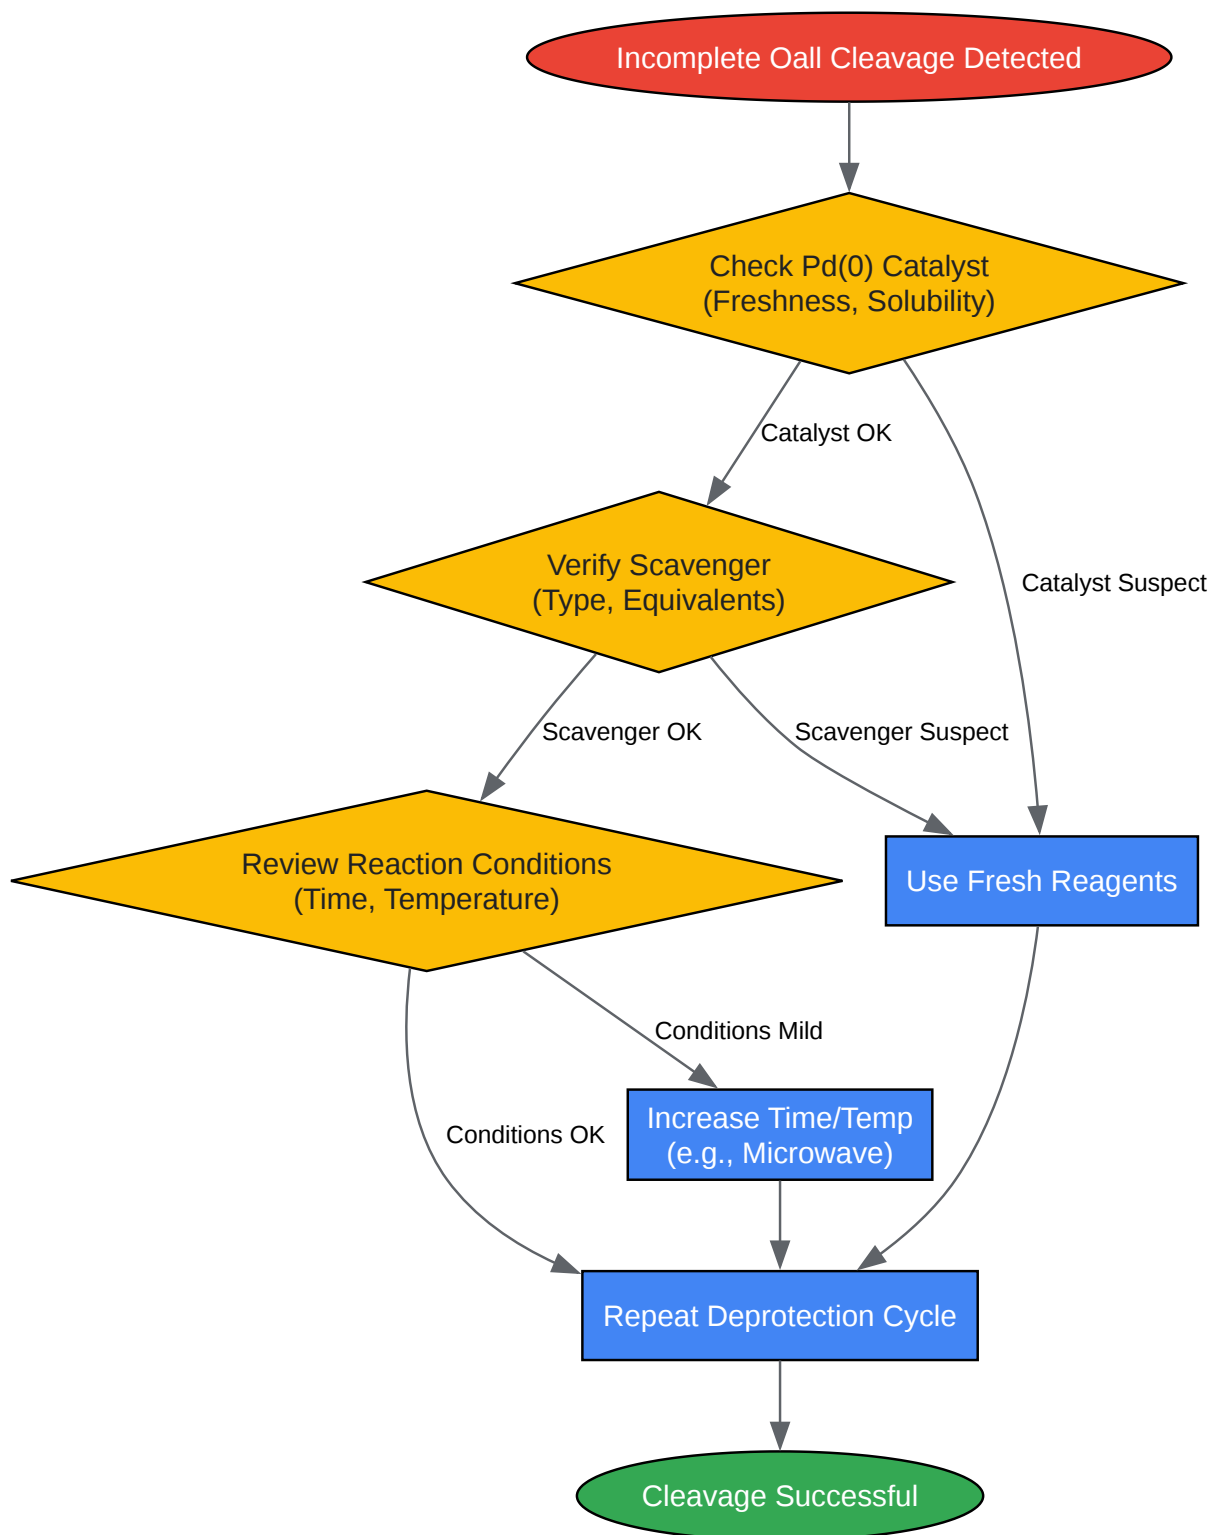 Incomplete Oall Cleavage Detected
Check Pd(0) Catalyst
(Freshness, Solubility)
Catalyst OK
Verify Scavenger
(Type, Equivalents)
Catalyst Suspect
Scavenger OK
Scavenger Suspect
Review Reaction Conditions
(Time, Temperature)
Use Fresh Reagents
Conditions Mild
Increase Time/Temp
(e.g., Microwave)
Conditions OK
Repeat Deprotection Cycle
Cleavage Successful